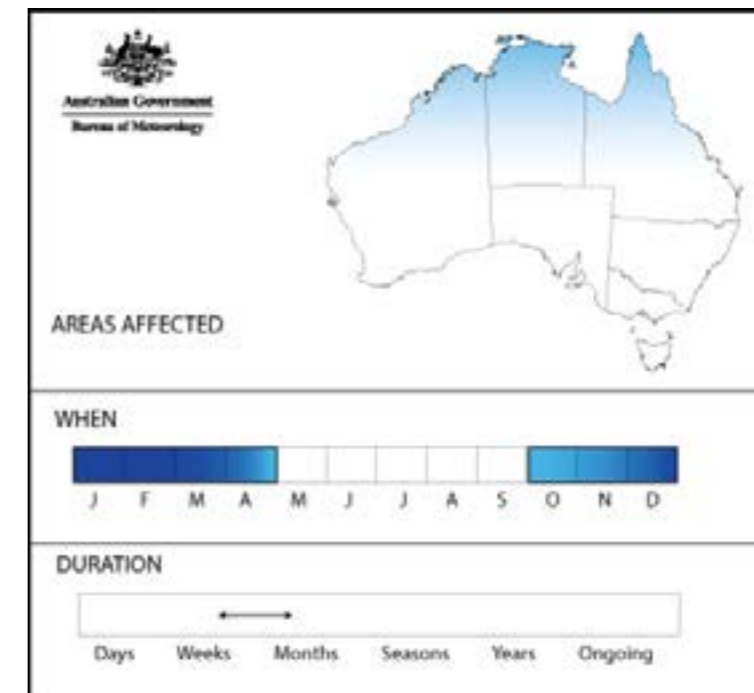 Australian Government
Bureau of Meteorology
AREAS AFFECTED
WHEN
J F M A M J J A S O N D
DURATION
Days Weeks Months Seasons Years Ongoing